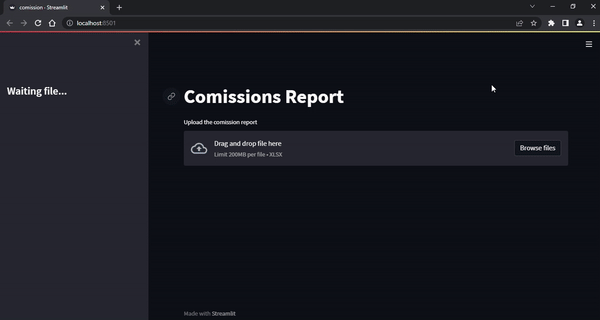 comission · Streamlit
localhost:8501
Waiting file...
Comissions Report
Upload the comission report
Drag and drop file here
Limit 200MB per file • XLSX
Browse files
Made with Streamlit